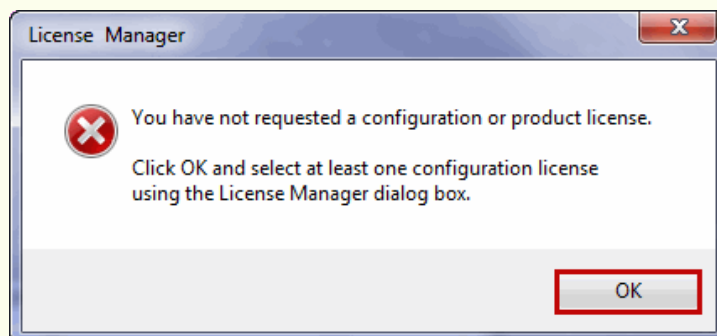 License Manager
You have not requested a configuration or product license.
Click OK and select at least one configuration license
using the License Manager dialog box.
OK